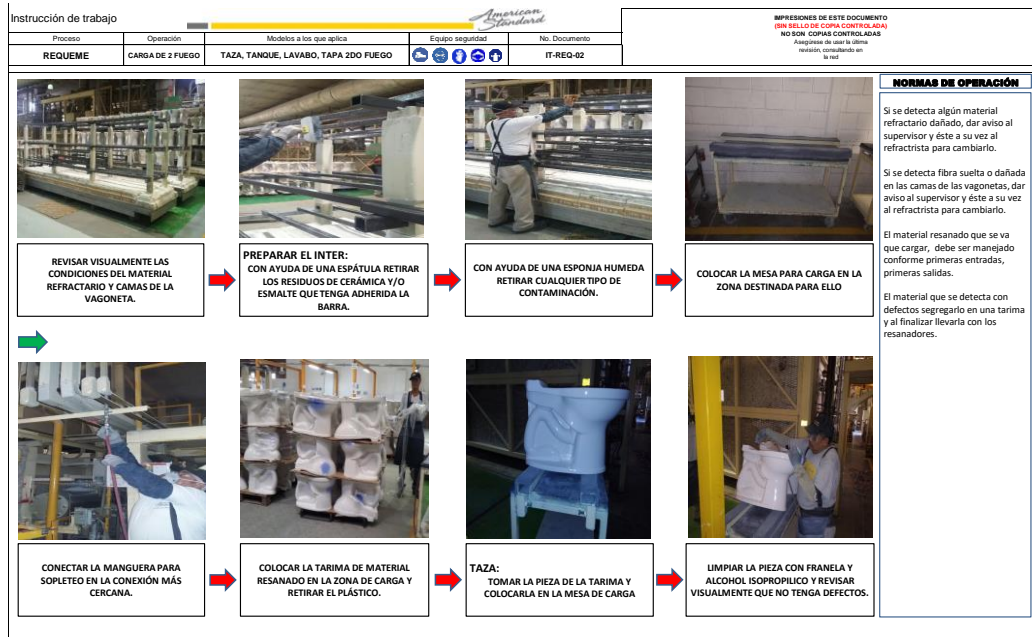 Instrucción de trabajo
American
Standard
IMPRESIONES DE ESTE DOCUMENTO
(SIN SELLO DE COPIA CONTROLADA)
NO SON COPIAS CONTROLADAS
Asegúrese de usar la última
revisión, consultando en
la red
Proceso
Operación
Modelos a los que aplica
Equipo seguridad
No. Documento
REQUEME
CARGA DE 2 FUEGO
TAZA, TANQUE, LAVABO, TAPA 2DO FUEGO
IT-REQ-02
REVISAR VISUALMENTE LAS
CONDICIONES DEL MATERIAL
REFRACTARIO Y CAMAS DE LA
VAGONETA.
PREPARAR EL INTER:
CON AYUDA DE UNA ESPÁTULA RETIRAR
LOS RESIDUOS DE CERÁMICA Y/O
ESMALTE QUE TENGA ADHERIDA LA
BARRA.
CON AYUDA DE UNA ESPONJA HUMEDA
RETIRAR CUALQUIER TIPO DE
CONTAMINACIÓN.
COLOCAR LA MESA PARA CARGA EN LA
ZONA DESTINADA PARA ELLO
CONECTAR LA MANGUERA PARA
SOPLETEO EN LA CONEXIÓN MÁS
CERCANA.
COLOCAR LA TARIMA DE MATERIAL
RESANADO EN LA ZONA DE CARGA Y
RETIRAR EL PLÁSTICO.
TAZA:
TOMAR LA PIEZA DE LA TARIMA Y
COLOCARLA EN LA MESA DE CARGA
LIMPIAR LA PIEZA CON FRANELA Y
ALCOHOL ISOPROPILICO Y REVISAR
VISUALMENTE QUE NO TENGA DEFECTOS.
NORMAS DE OPERACIÓN
Si se detecta algún material
refractario dañado, dar aviso al
supervisor y éste a su vez al
refractrista para cambiarlo.
Si se detecta fibra suelta o dañada
en las camas de las vagonetas, dar
aviso al supervisor y éste a su vez
al refractrista para cambiarlo.
El material resanado que se va
que cargar, debe ser manejado
conforme primeras entradas,
primeras salidas.
El material que se detecta con
defectos segregarlo en una tarima
y al finalizar llevarla con los
resanadores.